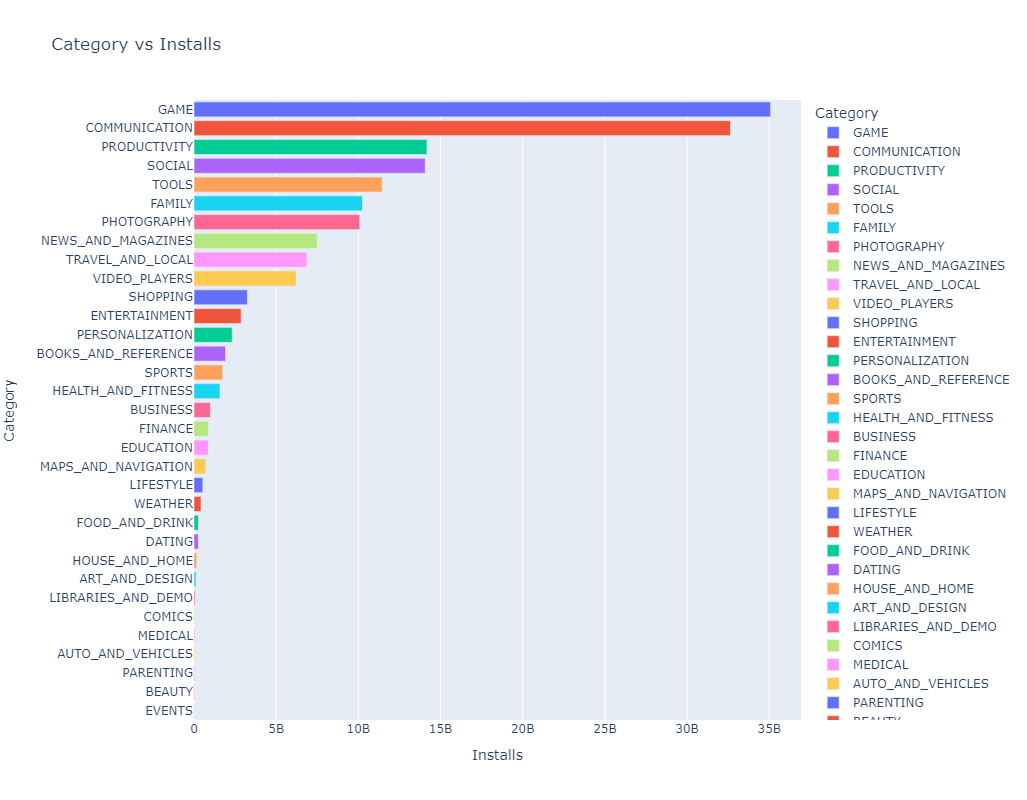 Category vs Installs
Category
GAME
COMMUNICATION
PRODUCTIVITY
SOCIAL
TOOLS
FAMILY
PHOTOGRAPHY
NEWS_AND_MAGAZINES
TRAVEL_AND_LOCAL
VIDEO_PLAYERS
SHOPPING
ENTERTAINMENT
PERSONALIZATION
BOOKS_AND_REFERENCE
SPORTS
HEALTH_AND_FITNESS
BUSINESS
FINANCE
EDUCATION
MAPS_AND_NAVIGATION
LIFESTYLE
WEATHER
FOOD_AND_DRINK
DATING
HOUSE_AND_HOME
ART_AND_DESIGN
LIBRARIES_AND_DEMO
COMICS
MEDICAL
AUTO_AND_VEHICLES
PARENTING
BEAUTY
EVENTS
0 5B 10B 15B 20B 25B 30B 35B
Installs
Category
GAME
COMMUNICATION
PRODUCTIVITY
SOCIAL
TOOLS
FAMILY
PHOTOGRAPHY
NEWS_AND_MAGAZINES
TRAVEL_AND_LOCAL
VIDEO_PLAYERS
SHOPPING
ENTERTAINMENT
PERSONALIZATION
BOOKS_AND_REFERENCE
SPORTS
HEALTH_AND_FITNESS
BUSINESS
FINANCE
EDUCATION
MAPS_AND_NAVIGATION
LIFESTYLE
WEATHER
FOOD_AND_DRINK
DATING
HOUSE_AND_HOME
ART_AND_DESIGN
LIBRARIES_AND_DEMO
COMICS
MEDICAL
AUTO_AND_VEHICLES
PARENTING
BEAUTY